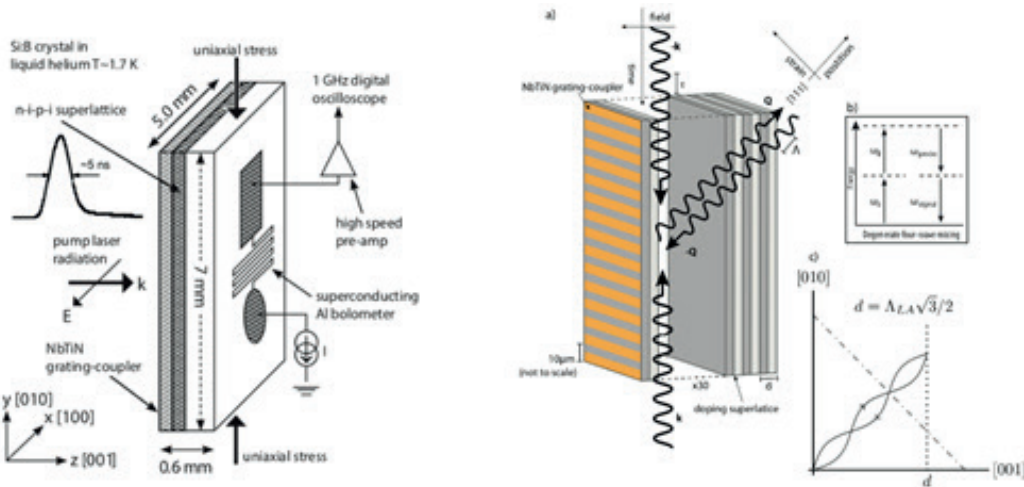 Si:B crystal in
liquid helium T~1.7 K
n-i-p-i superlattice
~5 ns
pump laser
radiation
k
E
NbTiN
grating-coupler
y [010]
x [100]
z [001]
5.0 mm
uniaxial stress
7 mm
0.6 mm
uniaxial stress
1 GHz digital
oscilloscope
high speed
pre-amp
superconducting
Al bolometer
I
a)
field
time
k
τ
NbTiN grating-coupler
strain
position
[111]
Q
Λ
-Q
10μm
(not to scale)
x30
d
doping superlatice
k
b)
Energy
Degenerate four-wave mixing
c)
[010]
d = Λ_LA √3/2
[001]
d